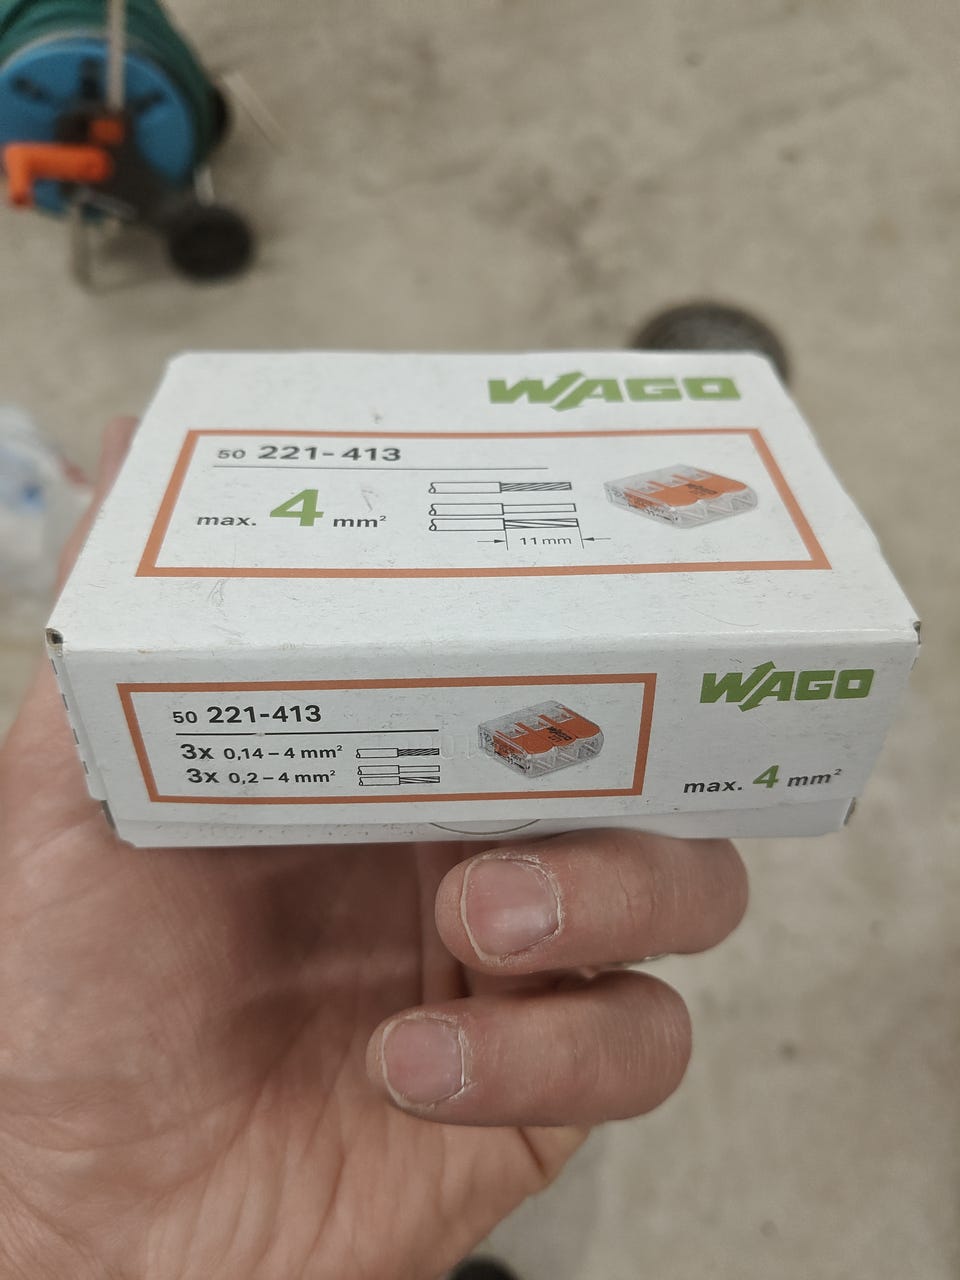 WAGO
50 221-413
max. 4 mm²
11 mm
WAGO
50 221-413
3x 0,14 – 4 mm²
3x 0,2 – 4 mm²
max. 4 mm²